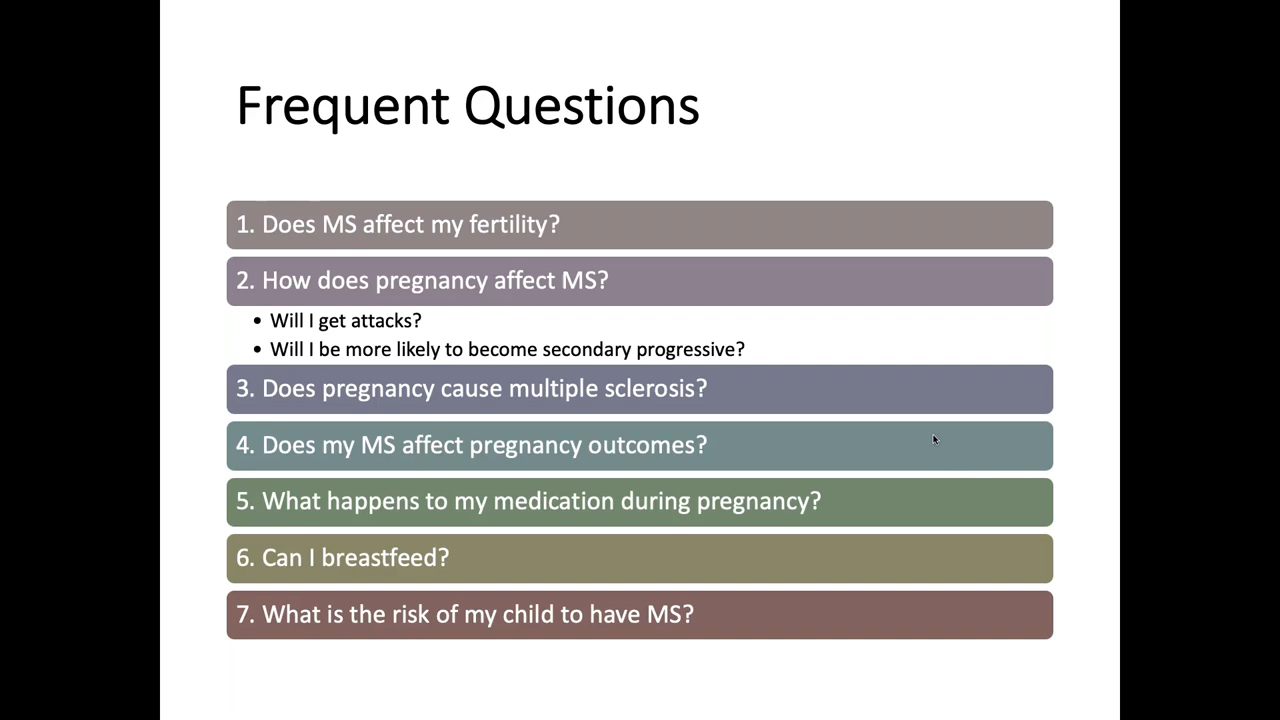 Frequent Questions
1. Does MS affect my fertility?
2. How does pregnancy affect MS?
• Will I get attacks?
• Will I be more likely to become secondary progressive?
3. Does pregnancy cause multiple sclerosis?
4. Does my MS affect pregnancy outcomes?
5. What happens to my medication during pregnancy?
6. Can I breastfeed?
7. What is the risk of my child to have MS?